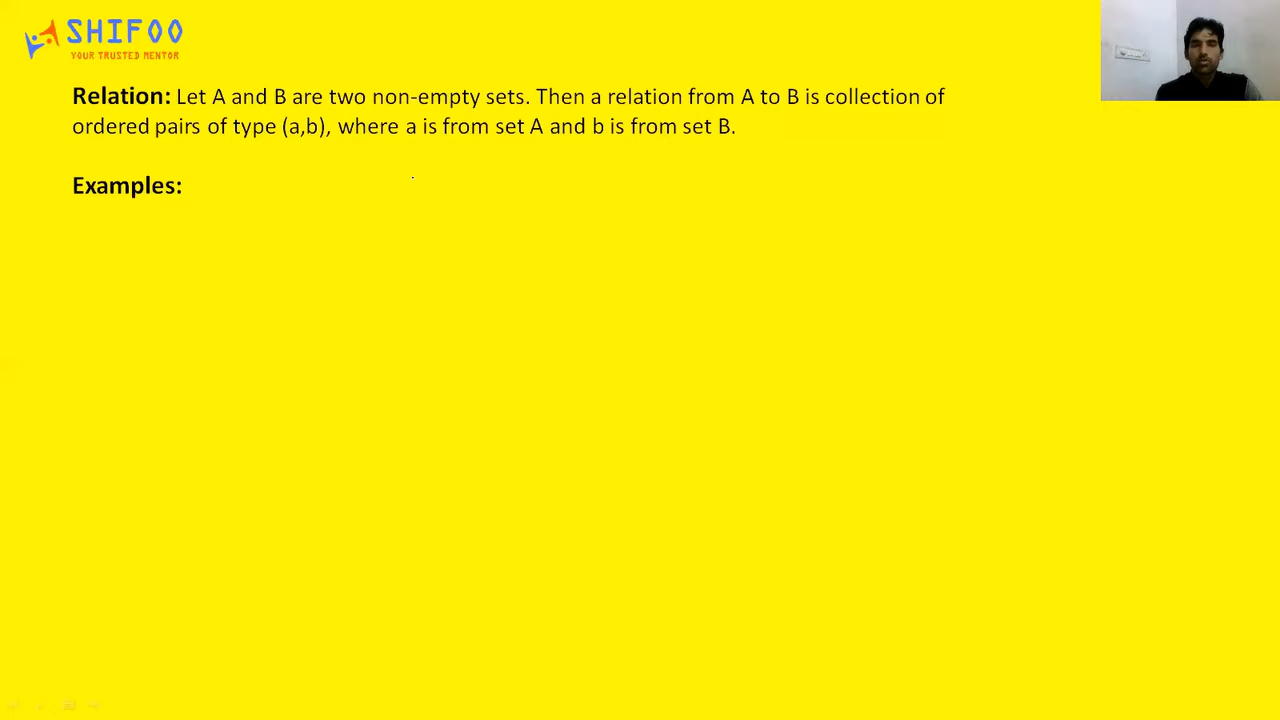 SHIFOO
YOUR TRUSTED MENTOR
Relation: Let A and B are two non-empty sets. Then a relation from A to B is collection of
ordered pairs of type (a,b), where a is from set A and b is from set B.
Examples: